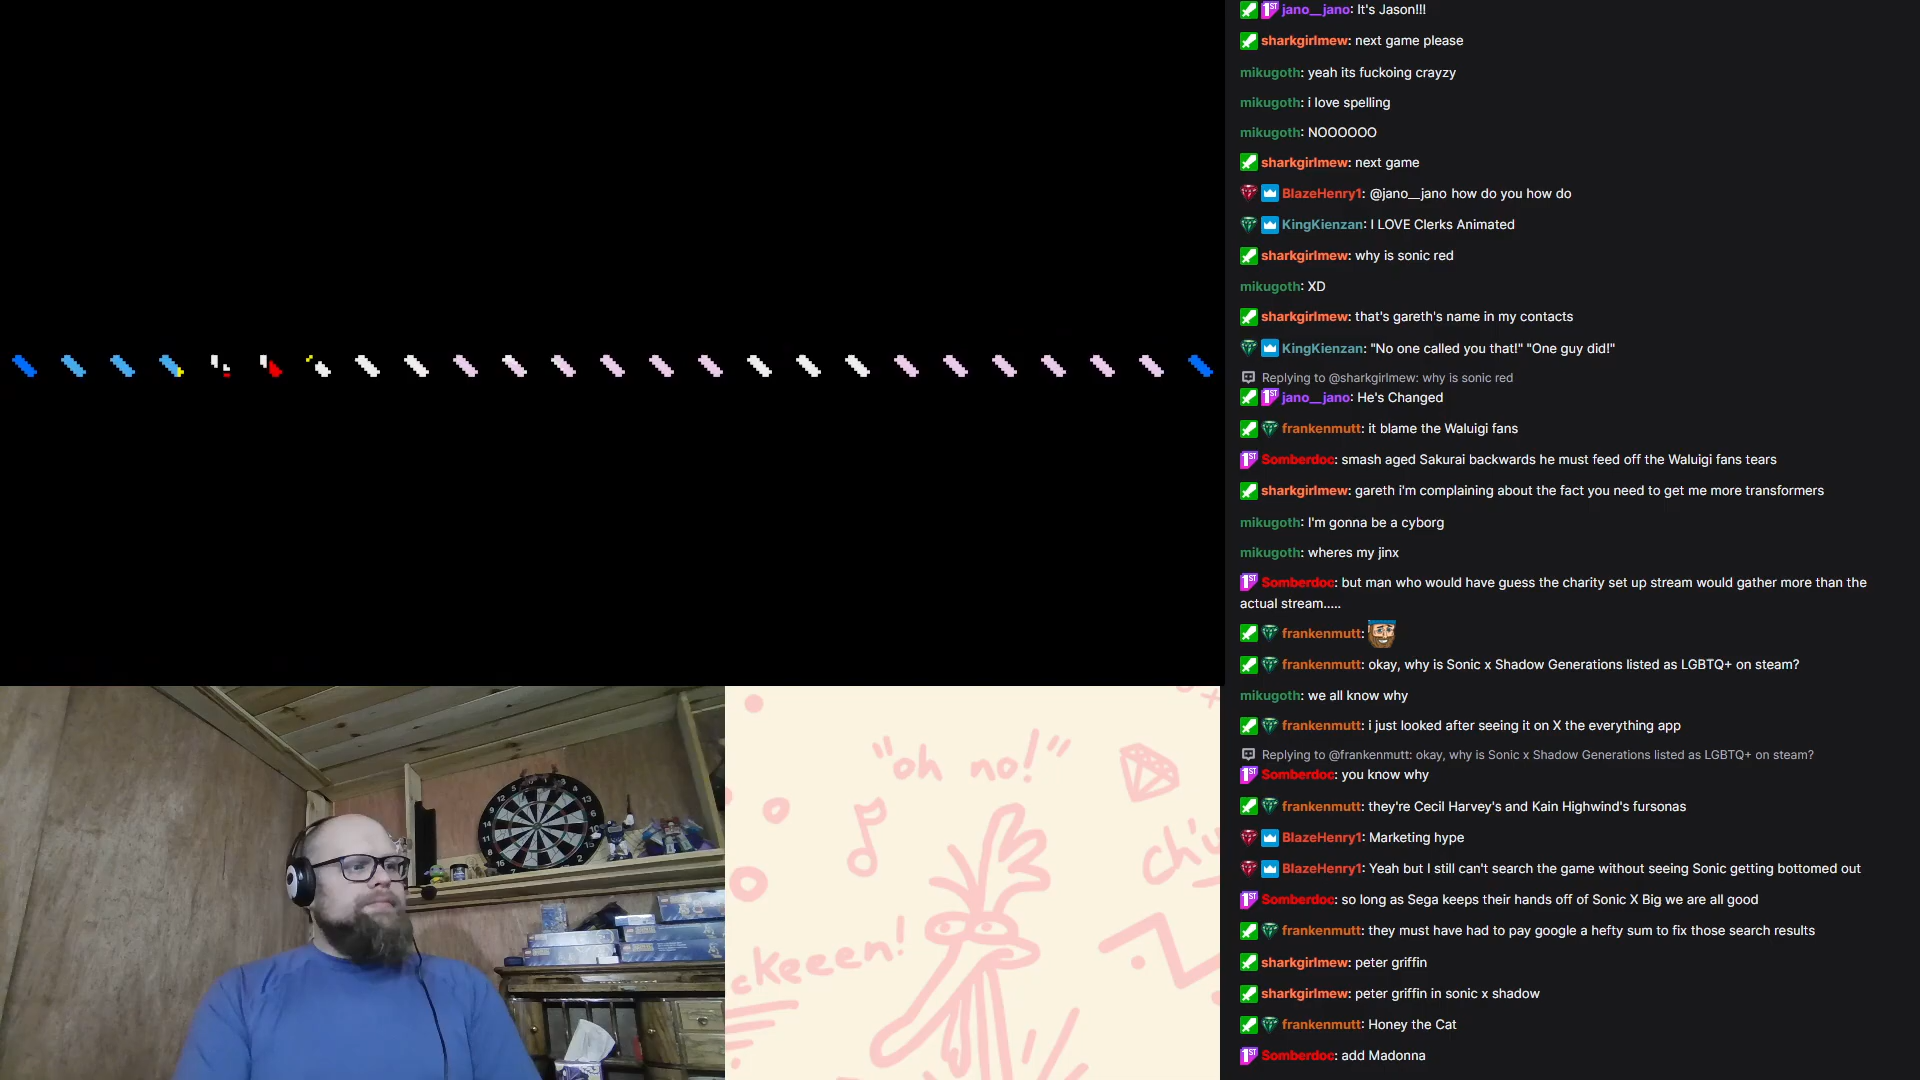 jano__jano: It's Jason!!!
sharkgirlmew: next game please
mikugoth: yeah its fuckoing crayzy
mikugoth: i love spelling
mikugoth: NOOOOOO
sharkgirlmew: next game
BlazeHenry1: @jano__jano how do you how do
KingKienzan: I LOVE Clerks Animated
sharkgirlmew: why is sonic red
mikugoth: XD
sharkgirlmew: that's gareth's name in my contacts
KingKienzan: "No one called you that!" "One guy did!"
Replying to @sharkgirlmew: why is sonic red
jano__jano: He's Changed
frankenmutt: it blame the Waluigi fans
Somberdoc: smash aged Sakurai backwards he must feed off the Waluigi fans tears
sharkgirlmew: gareth i'm complaining about the fact you need to get me more transformers
mikugoth: I'm gonna be a cyborg
mikugoth: wheres my jinx
Somberdoc: but man who would have guess the charity set up stream would gather more than the
actual stream.....
frankenmutt:
frankenmutt: okay, why is Sonic x Shadow Generations listed as LGBTQ+ on steam?
mikugoth: we all know why
frankenmutt: i just looked after seeing it on X the everything app
Replying to @frankenmutt: okay, why is Sonic x Shadow Generations listed as LGBTQ+ on steam?
Somberdoc: you know why
frankenmutt: they're Cecil Harvey's and Kain Highwind's fursonas
BlazeHenry1: Marketing hype
BlazeHenry1: Yeah but I still can't search the game without seeing Sonic getting bottomed out
Somberdoc: so long as Sega keeps their hands off of Sonic X Big we are all good
frankenmutt: they must have had to pay google a hefty sum to fix those search results
sharkgirlmew: peter griffin
sharkgirlmew: peter griffin in sonic x shadow
frankenmutt: Honey the Cat
Somberdoc: add Madonna
"oh no!"
ch'u
ckeeen!